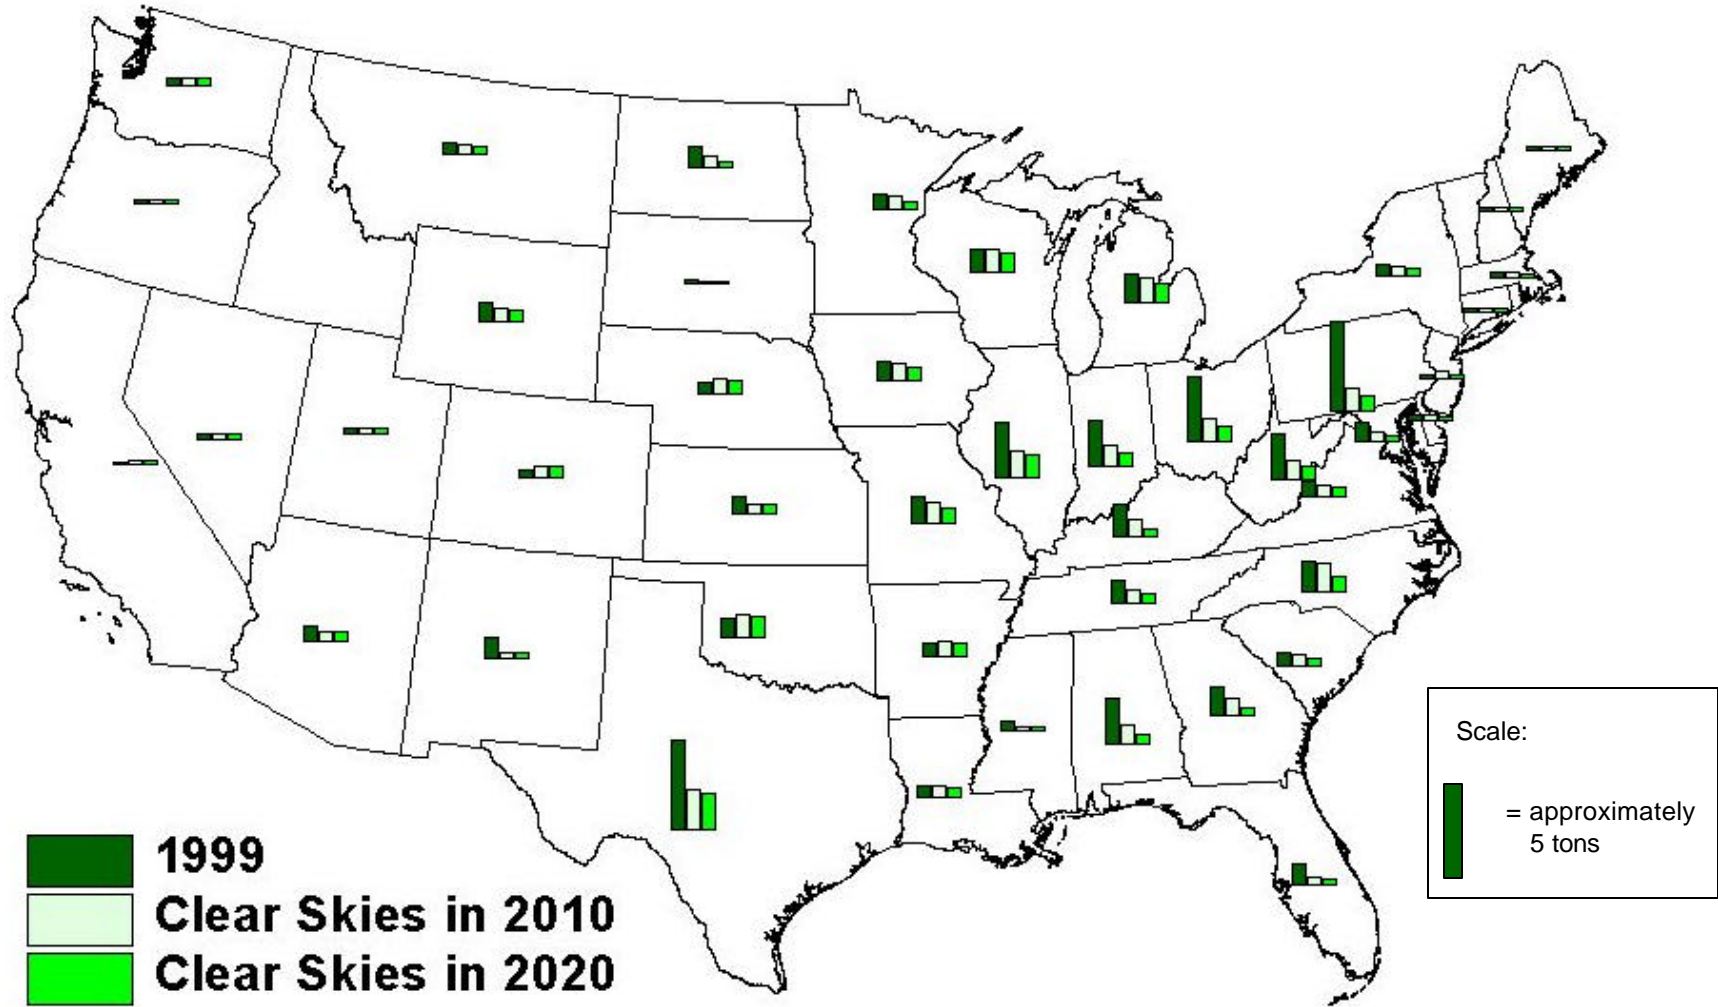 Scale:
= approximately
5 tons
1999
Clear Skies in 2010
Clear Skies in 2020